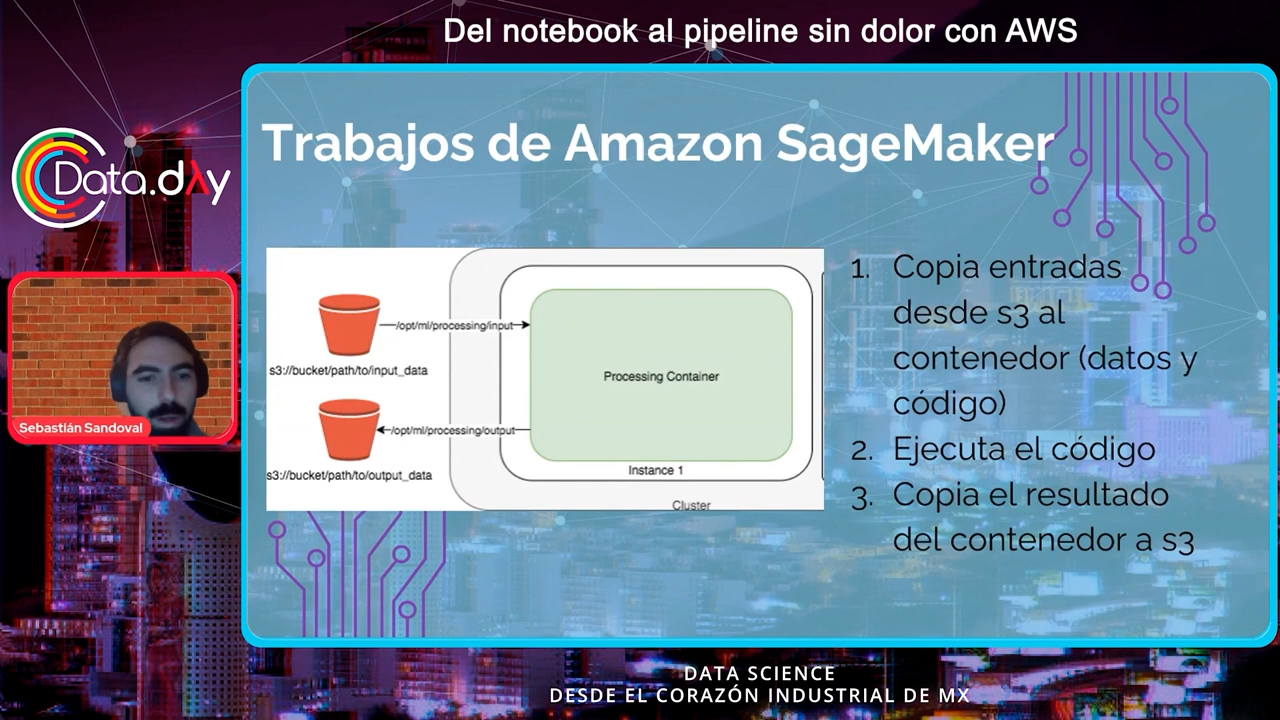 Del notebook al pipeline sin dolor con AWS
Data.dAy
Trabajos de Amazon SageMaker
/opt/ml/processing/input
s3://bucket/path/to/input_data
Processing Container
/opt/ml/processing/output
s3://bucket/path/to/output_data
Instance 1
Cluster
1. Copia entradas
desde s3 al
contenedor (datos y
código)
2. Ejecuta el código
3. Copia el resultado
del contenedor a s3
Sebastián Sandoval
DATA SCIENCE
DESDE EL CORAZÓN INDUSTRIAL DE MX